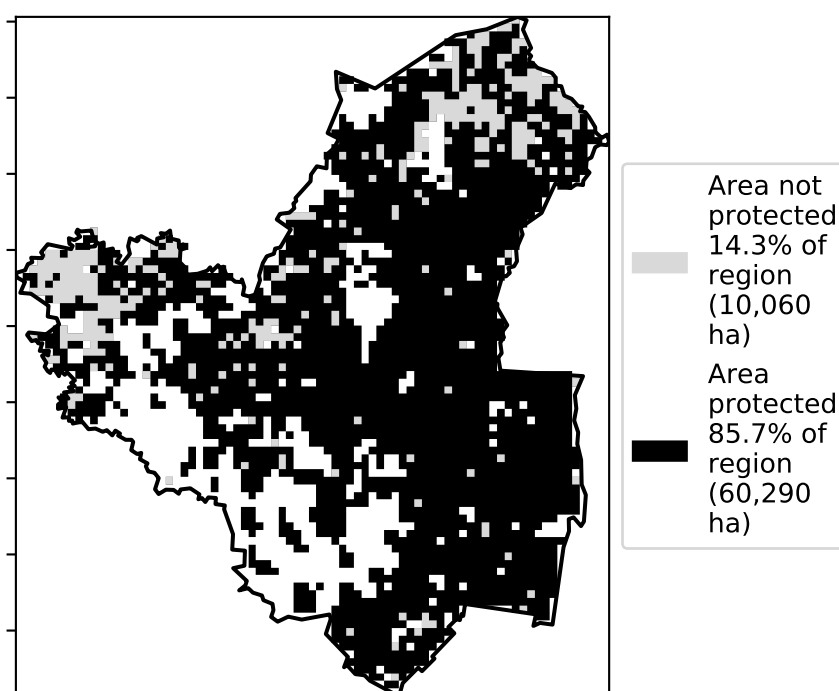 Area not
protected
14.3% of
region
(10,060
ha)
Area
protected
85.7% of
region
(60,290
ha)